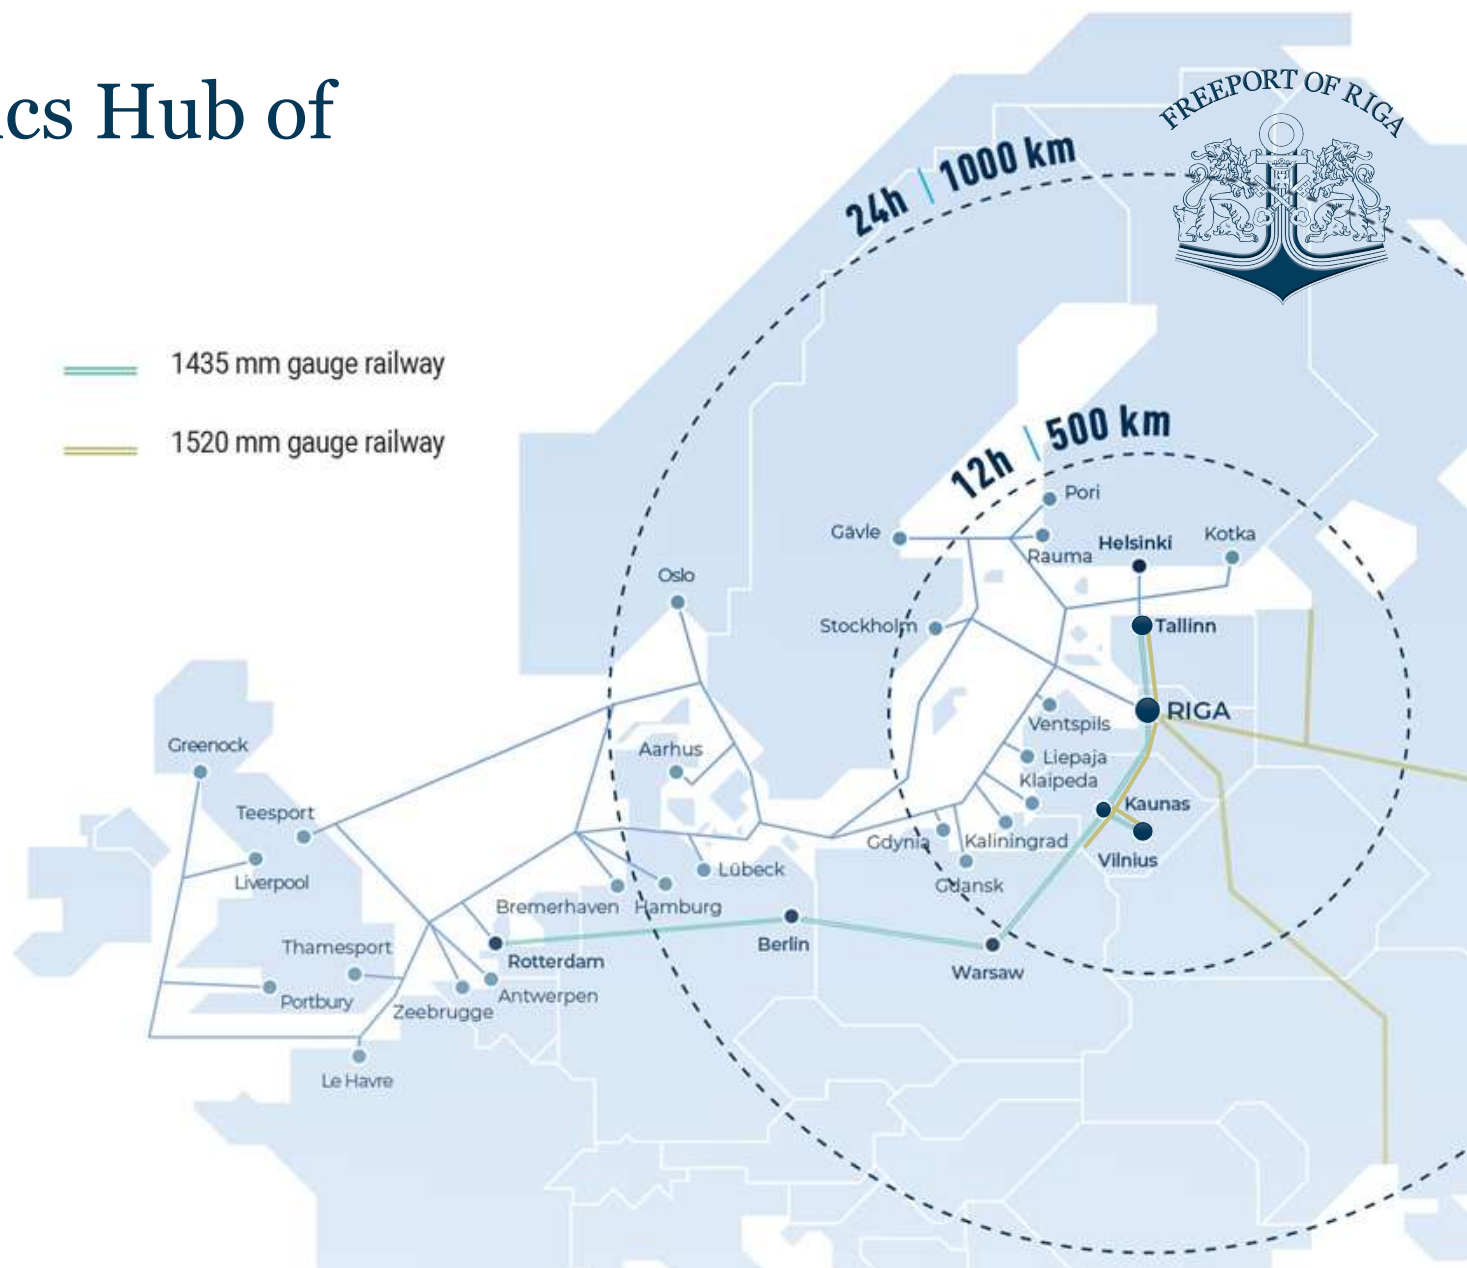 ics Hub of
FREEPORT OF RIGA
24h | 1000 km
1435 mm gauge railway
1520 mm gauge railway
12h | 500 km
Pori
Gävle
Rauma
Helsinki
Kotka
Oslo
Stockholm
Tallinn
RIGA
Ventspils
Greenock
Aarhus
Liepaja
Klaipeda
Teesport
Kaunas
Gdynia
Kaliningrad
Vilnius
Liverpool
Lübeck
Gdansk
Bremerhaven
Hamburg
Thamesport
Berlin
Rotterdam
Warsaw
Portbury
Antwerpen
Zeebrugge
Le Havre